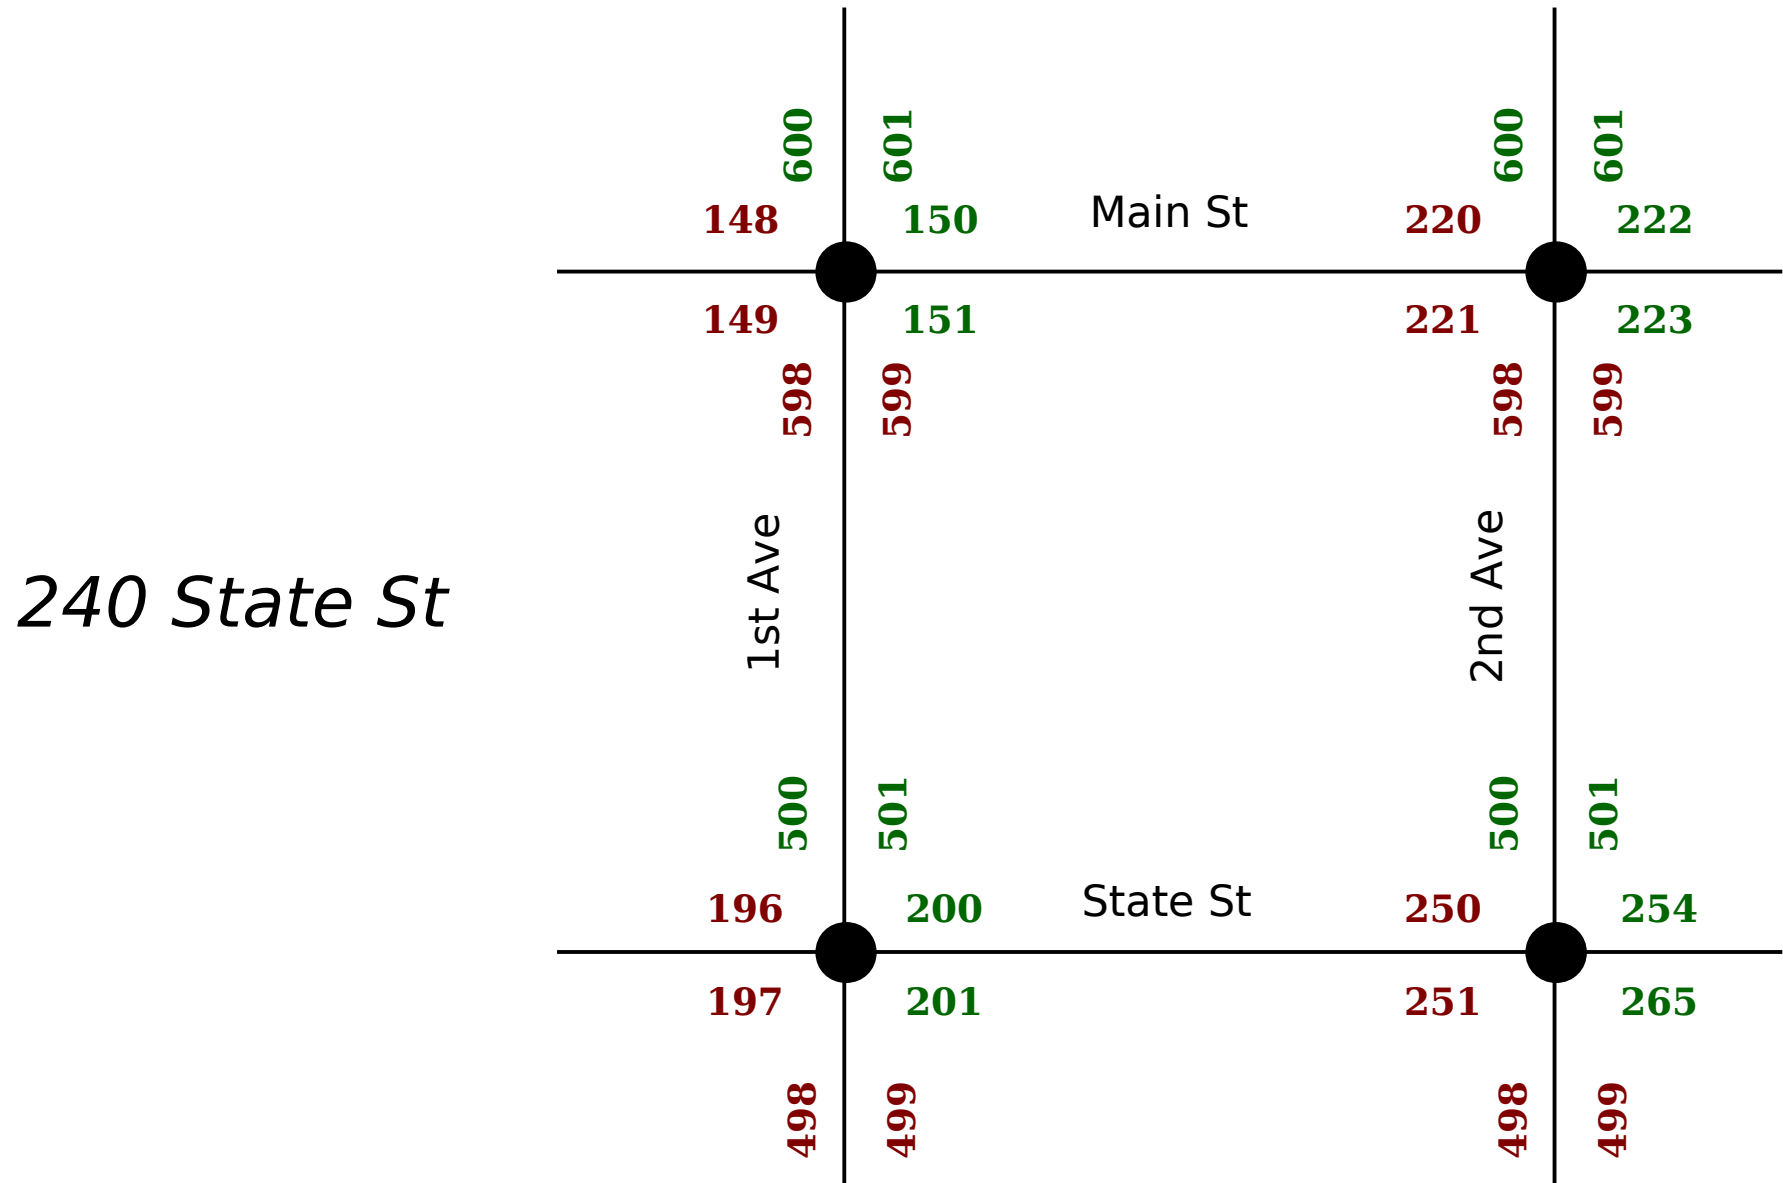 600 601 600 601
148 150 Main St 220 222
149 151 221 223
598 599 598 599
1st Ave 2nd Ave
240 State St
500 501 500 501
196 200 State St 250 254
197 201 251 265
498 499 498 499